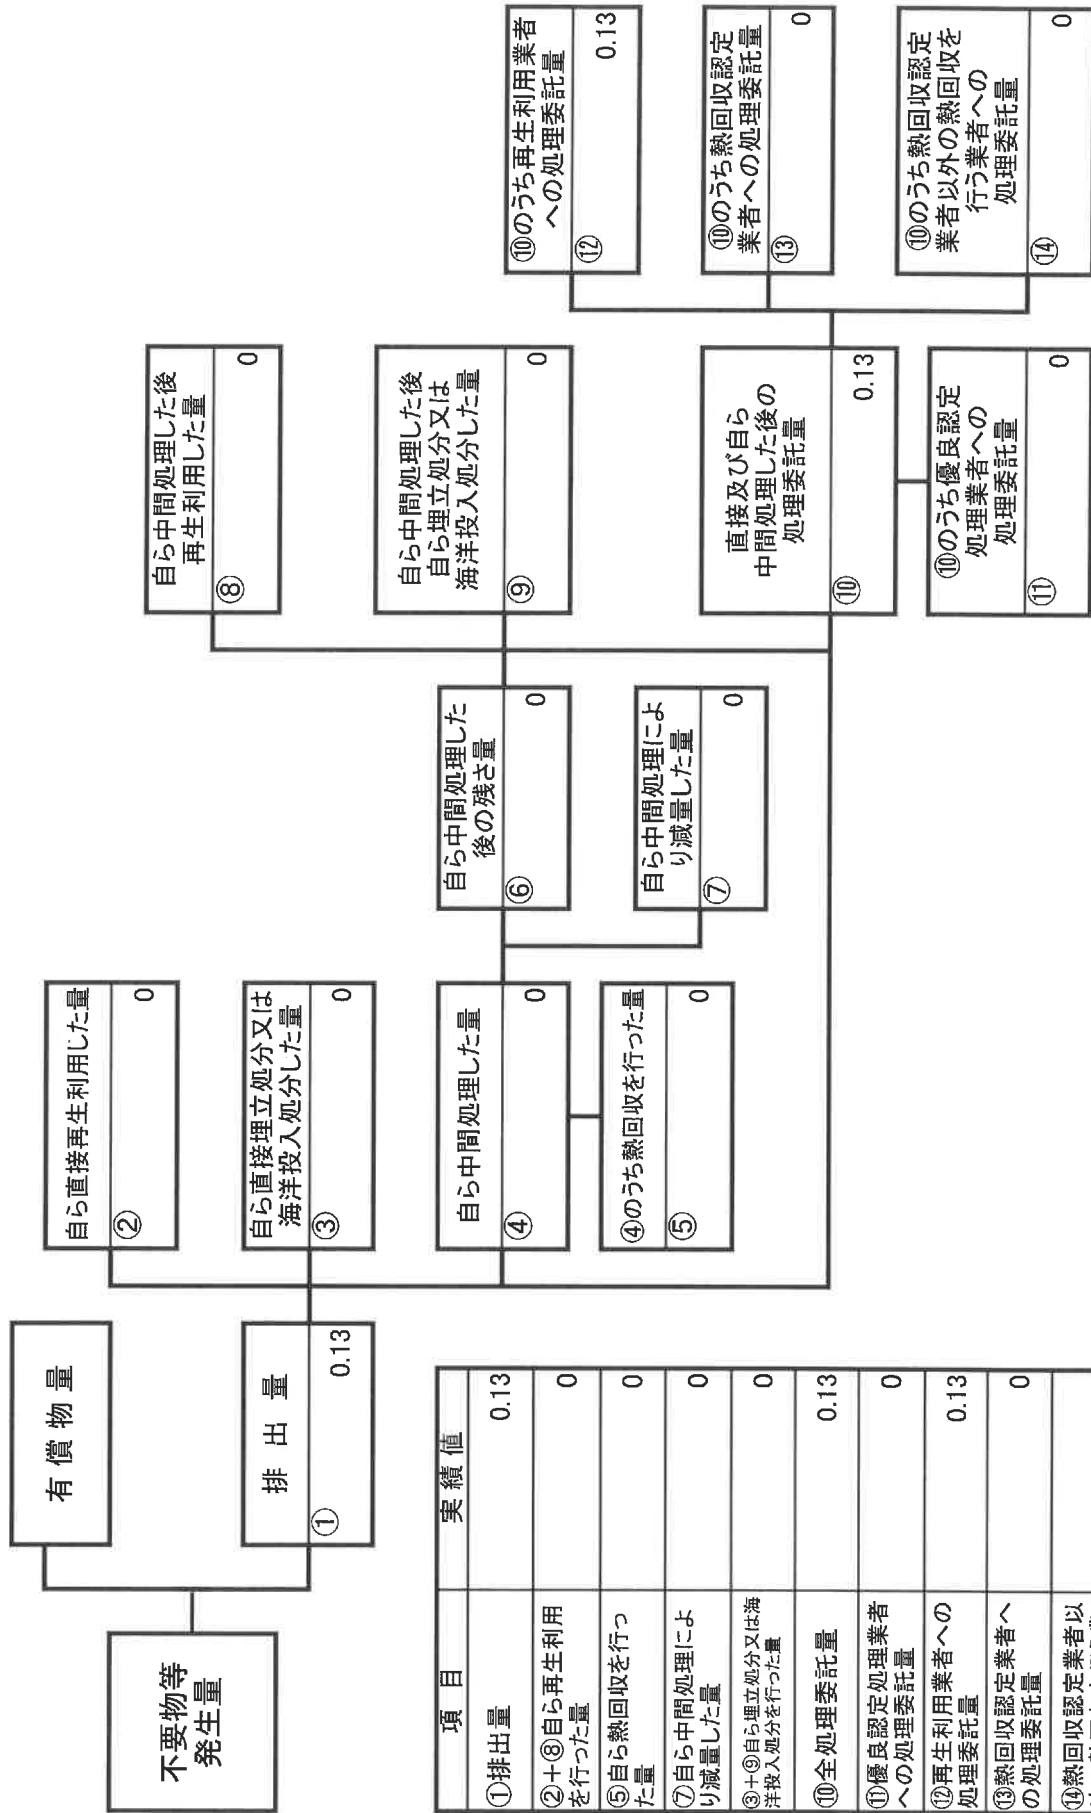 不要物等
発生量
有 償 物 量
排 出 量
① 0.13
自ら直接再生利用した量
② 0
自ら直接埋立処分又は
海洋投入処分した量
③ 0
自ら中間処理した量
④ 0
④のうち熱回収を行った量
⑤ 0
自ら中間処理した
後の残さ量
⑥ 0
自ら中間処理によ
り減量した量
⑦ 0
自ら中間処理した後
再生利用した量
⑧ 0
自ら中間処理した後
自ら埋立処分又は
海洋投入処分した量
⑨ 0
直接及び自ら
中間処理した後の
処理委託量
⑩ 0.13
⑩のうち優良認定
処理業者への
処理委託量
⑪ 0
⑩のうち再生利用業者
への処理委託量
⑫ 0.13
⑩のうち熱回収認定
業者への処理委託量
⑬ 0
⑩のうち熱回収認定
業者以外の熱回収を
行う業者への
処理委託量
⑭ 0
項 目 実 績 値
①排出量 0.13
②+⑧自ら再生利用
を行った量 0
⑤自ら熱回収を行っ
た量 0
⑦自ら中間処理によ
り減量した量 0
③+⑨自ら埋立処分又は海
洋投入処分を行った量 0
⑩全処理委託量 0.13
⑪優良認定処理業者
への処理委託量 0
⑫再生利用業者への
処理委託量 0.13
⑬熱回収認定業者へ
の処理委託量 0
⑭熱回収認定業者以